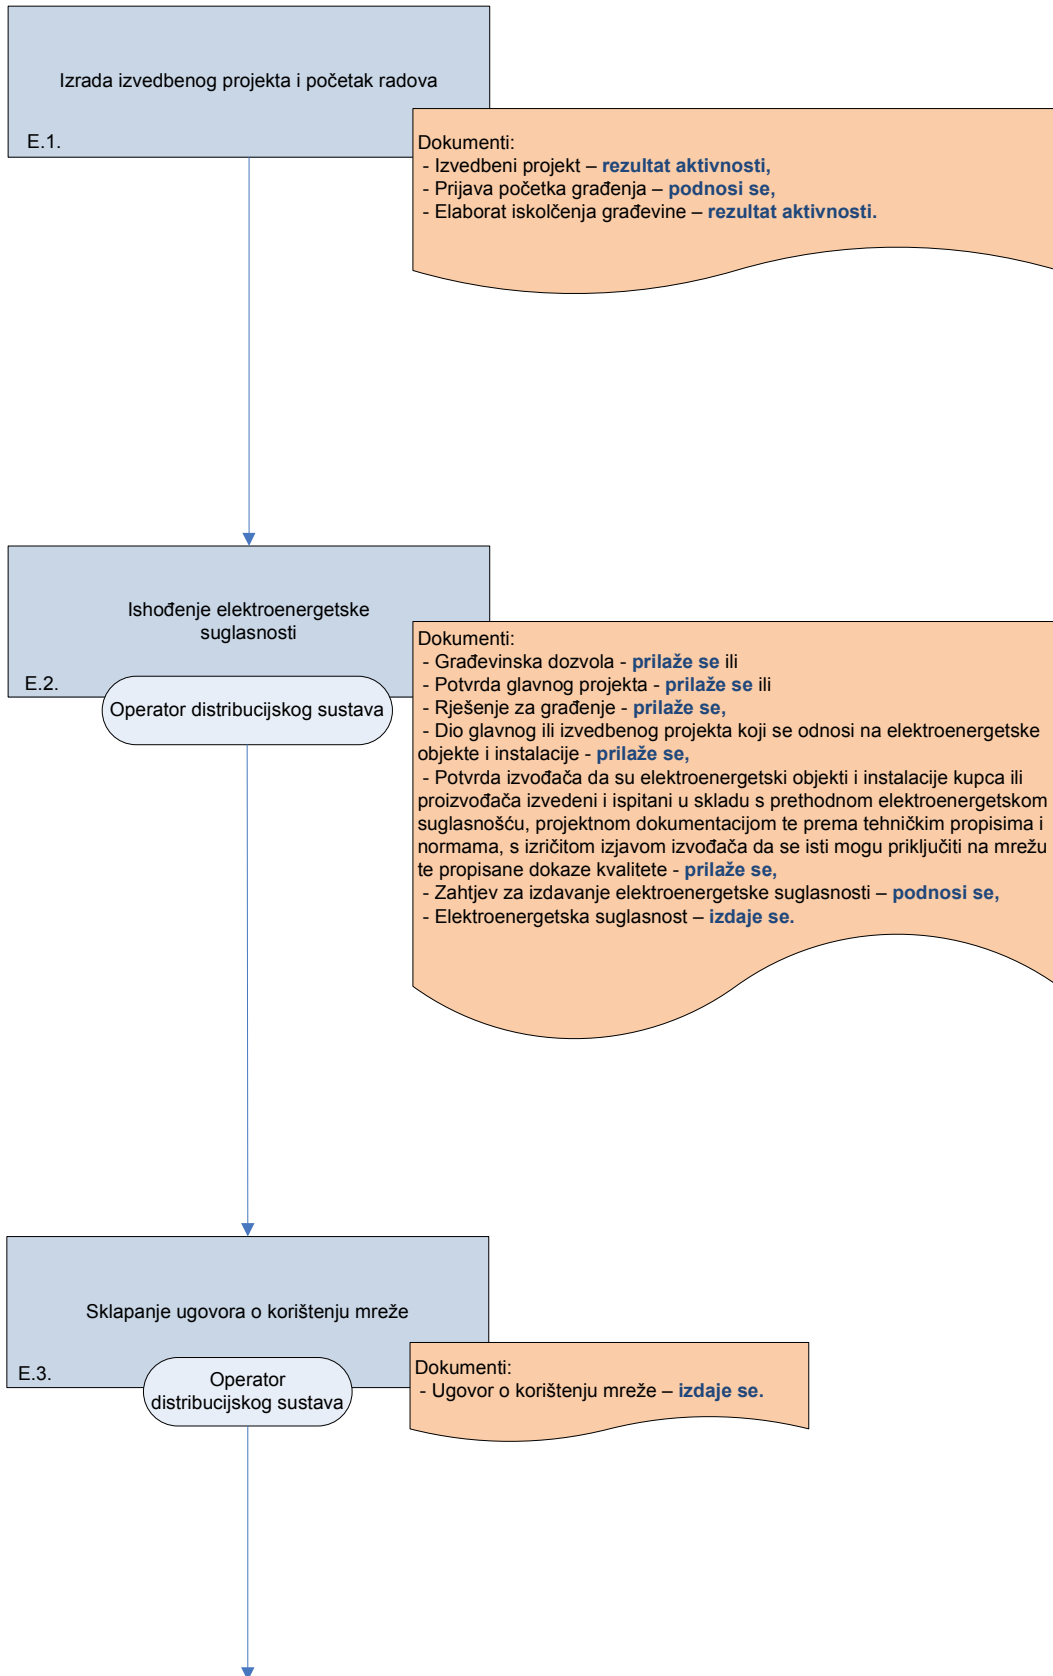 Izrada izvedbenog projekta i početak radova
E.1.
Dokumenti:
- Izvedbeni projekt – rezultat aktivnosti,
- Prijava početka građenja – podnosi se,
- Elaborat iskolčenja građevine – rezultat aktivnosti.
Ishođenje elektroenergetske
suglasnosti
E.2.
Operator distribucijskog sustava
Dokumenti:
- Građevinska dozvola - prilaže se ili
- Potvrda glavnog projekta - prilaže se ili
- Rješenje za građenje - prilaže se,
- Dio glavnog ili izvedbenog projekta koji se odnosi na elektroenergetske
objekte i instalacije - prilaže se,
- Potvrda izvođača da su elektroenergetski objekti i instalacije kupca ili
proizvođača izvedeni i ispitani u skladu s prethodnom elektroenergetskom
suglasnošću, projektnom dokumentacijom te prema tehničkim propisima i
normama, s izričitom izjavom izvođača da se isti mogu priključiti na mrežu
te propisane dokaze kvalitete - prilaže se,
- Zahtjev za izdavanje elektroenergetske suglasnosti – podnosi se,
- Elektroenergetska suglasnost – izdaje se.
Sklapanje ugovora o korištenju mreže
E.3.
Operator
distribucijskog sustava
Dokumenti:
- Ugovor o korištenju mreže – izdaje se.